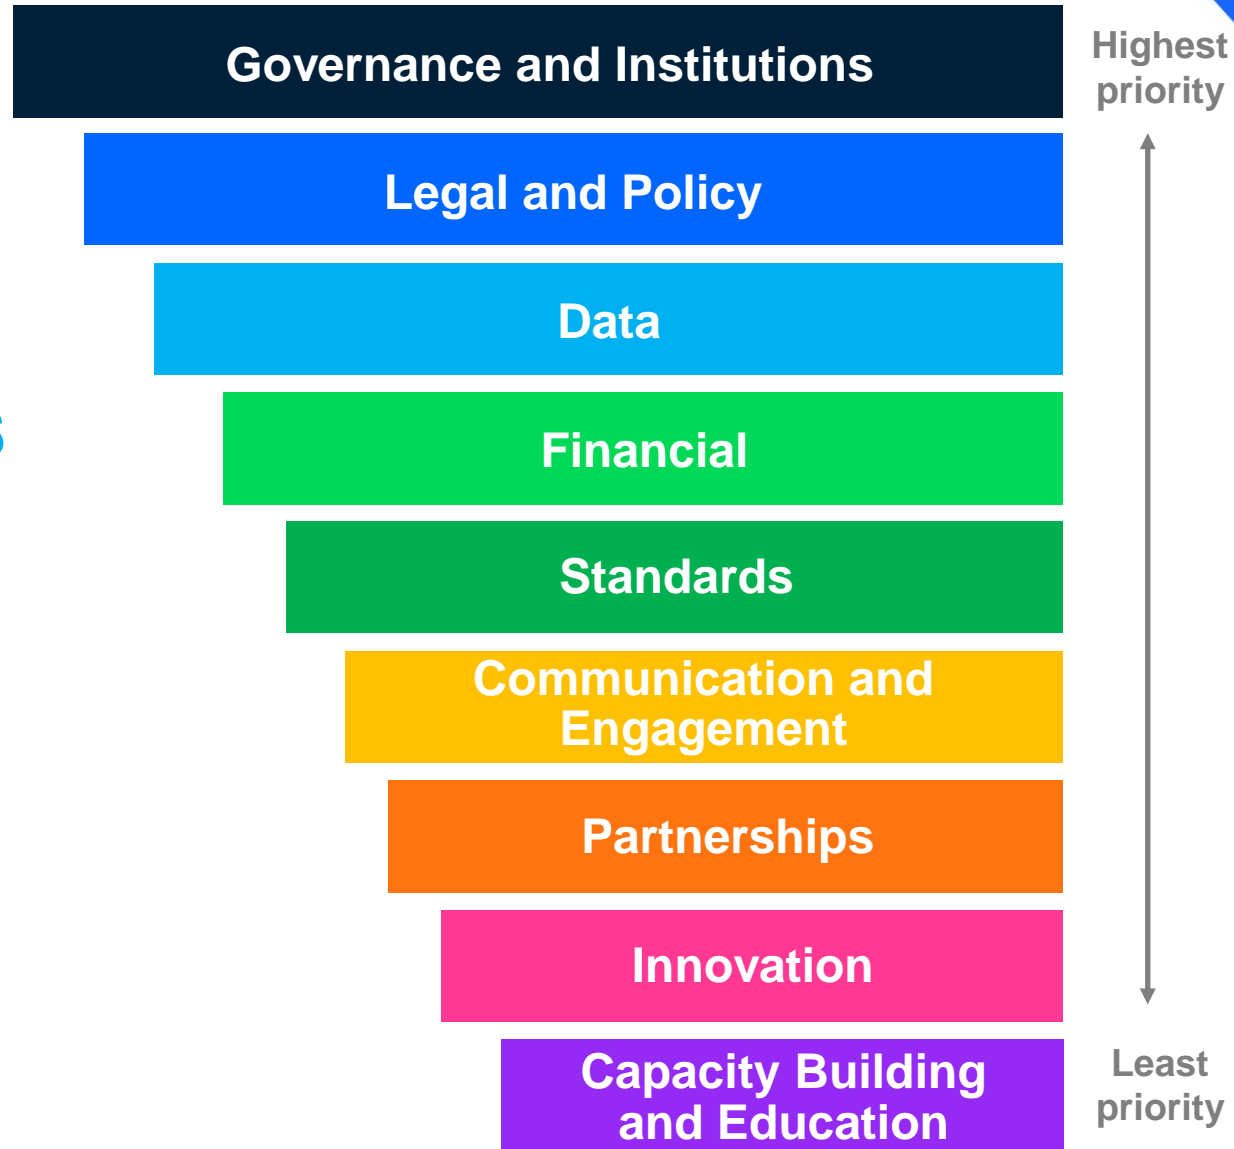 Governance and Institutions
Highest
priority
Legal and Policy
Data
Financial
s
Standards
Communication and
Engagement
Partnerships
Innovation
Capacity Building
and Education
Least
priority